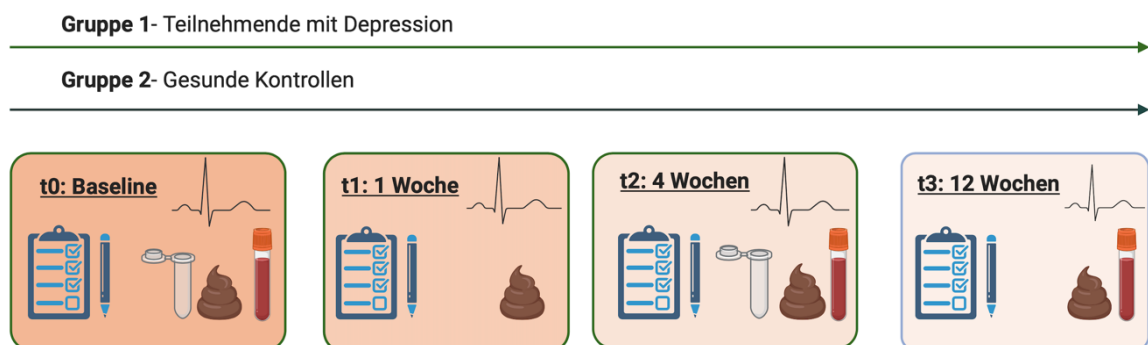 Gruppe 1- Teilnehmende mit Depression
Gruppe 2- Gesunde Kontrollen
t0: Baseline
t1: 1 Woche
t2: 4 Wochen
t3: 12 Wochen